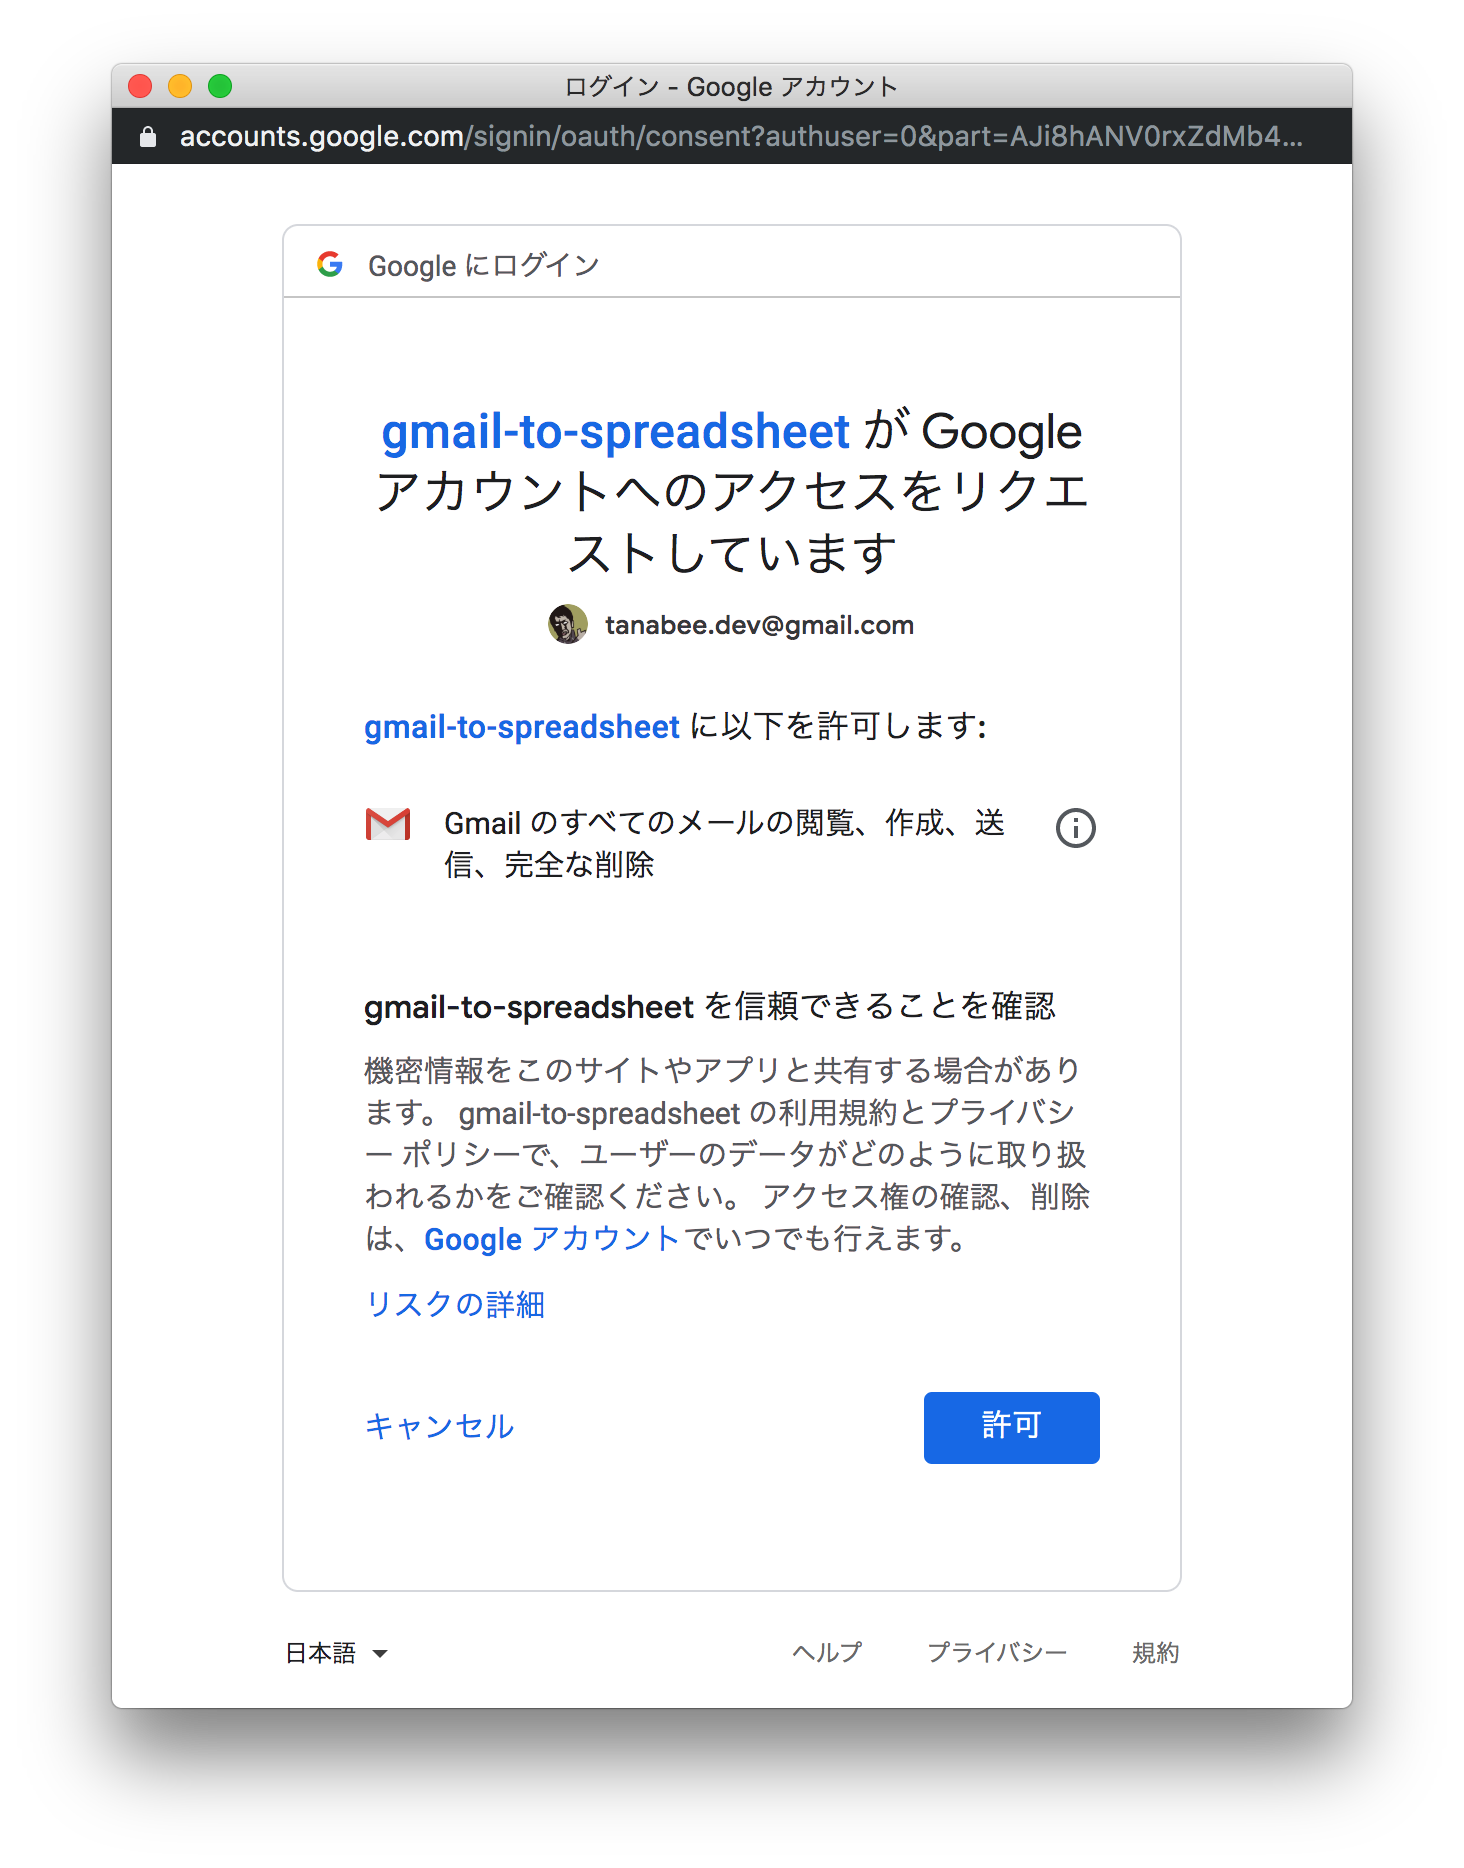 ログイン - Google アカウント
accounts.google.com/signin/oauth/consent?authuser=0&part=AJi8hANV0rxZdMb4...
Google にログイン
gmail-to-spreadsheet が Google
アカウントへのアクセスをリクエ
ストしています
tanabee.dev@gmail.com
gmail-to-spreadsheet に以下を許可します:
Gmail のすべてのメールの閲覧、作成、送
信、完全な削除
gmail-to-spreadsheet を信頼できることを確認
機密情報をこのサイトやアプリと共有する場合があり
ます。 gmail-to-spreadsheet の利用規約とプライバシ
ー ポリシーで、ユーザーのデータがどのように取り扱
われるかをご確認ください。 アクセス権の確認、削除
は、Google アカウントでいつでも行えます。
リスクの詳細
キャンセル
許可
日本語
ヘルプ
プライバシー
規約